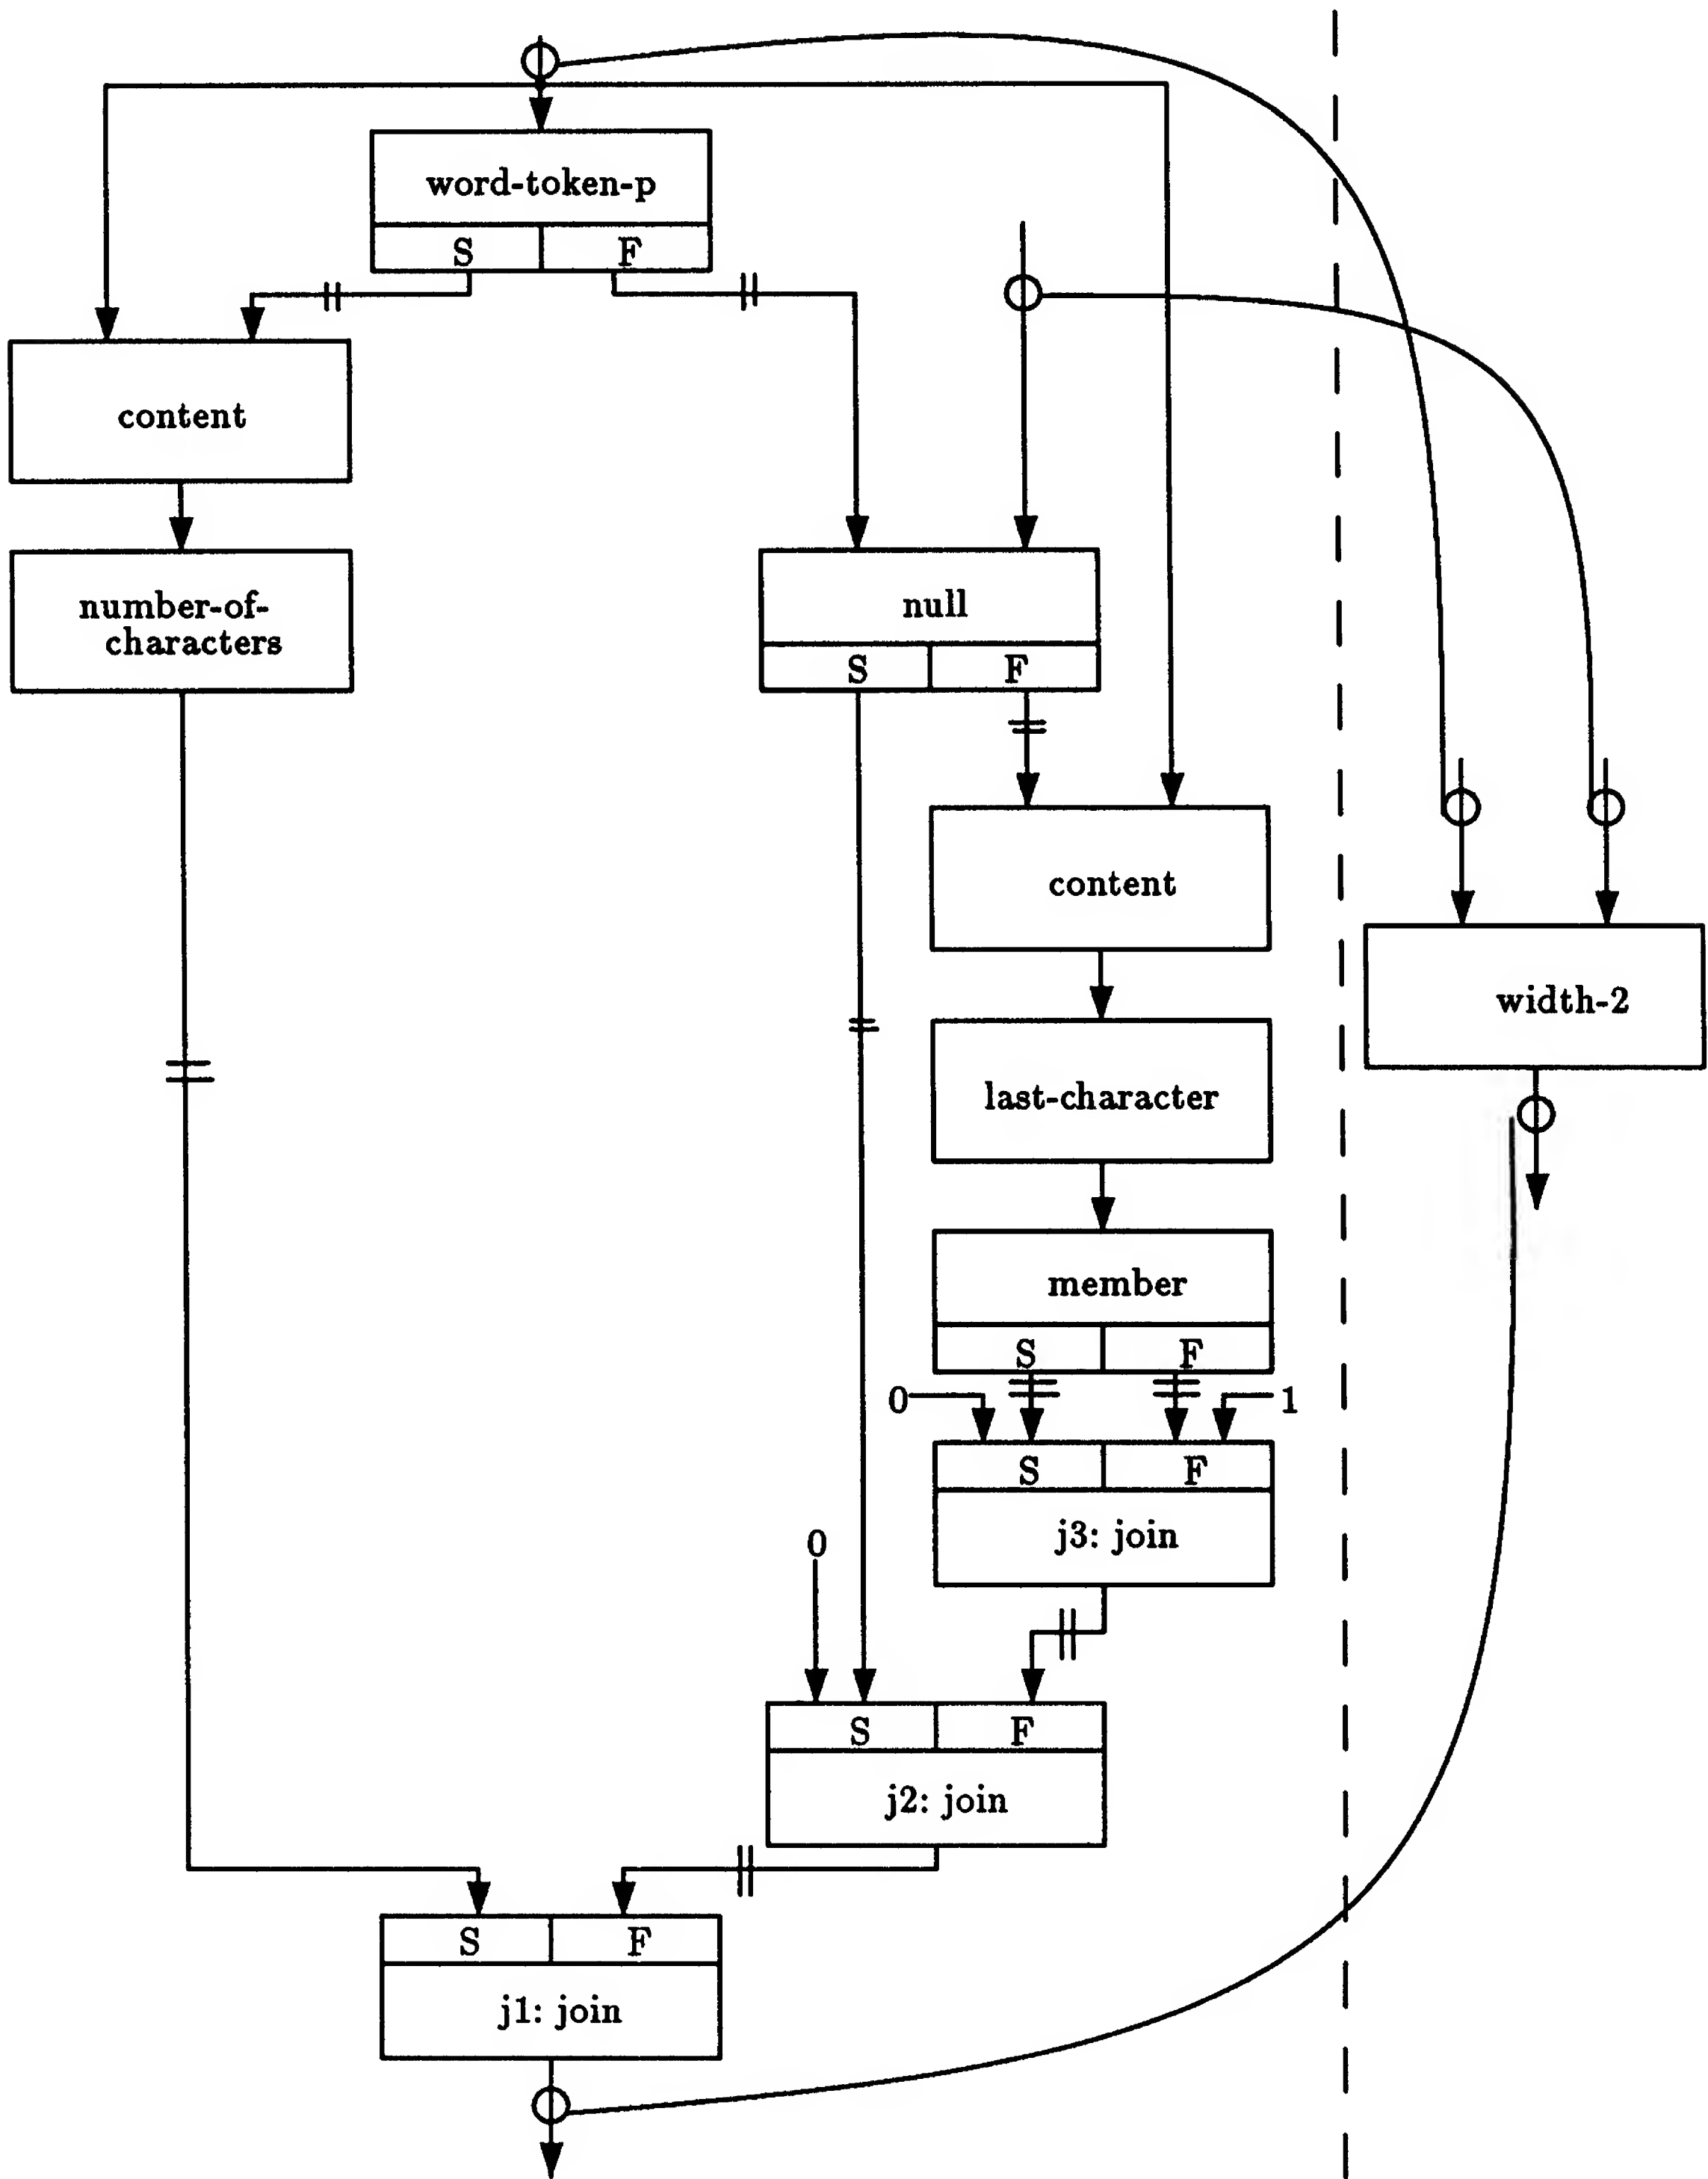 word-token-p
S F
content
number-of-
characters
null
S F
content
width-2
last-character
member
S F
0 1
S F
j3: join
0
S F
j2: join
S F
j1: join